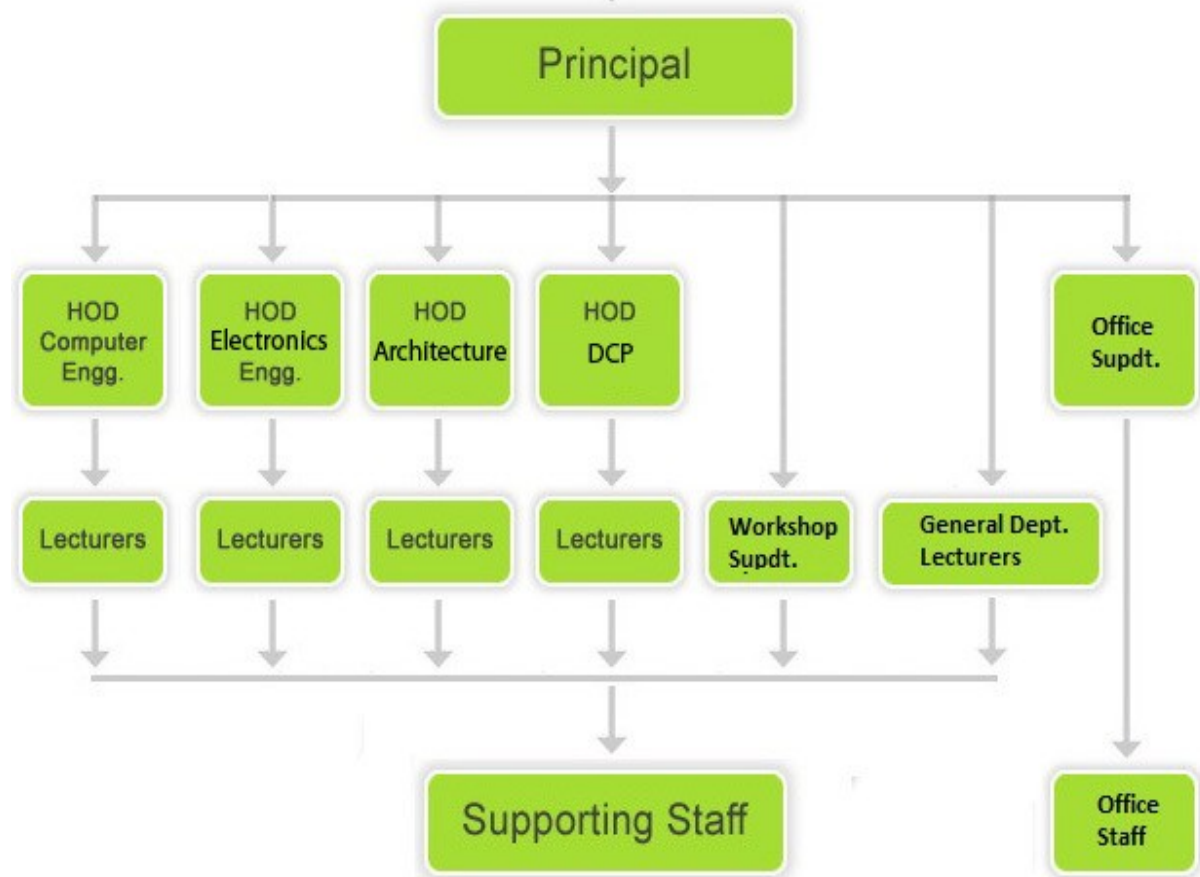 Principal
HOD
Computer
Engg.
HOD
Electronics
Engg.
HOD
Architecture
HOD
DCP
Office
Supdt.
Lecturers
Lecturers
Lecturers
Lecturers
Workshop
Supdt.
General Dept.
Lecturers
Supporting Staff
Office
Staff